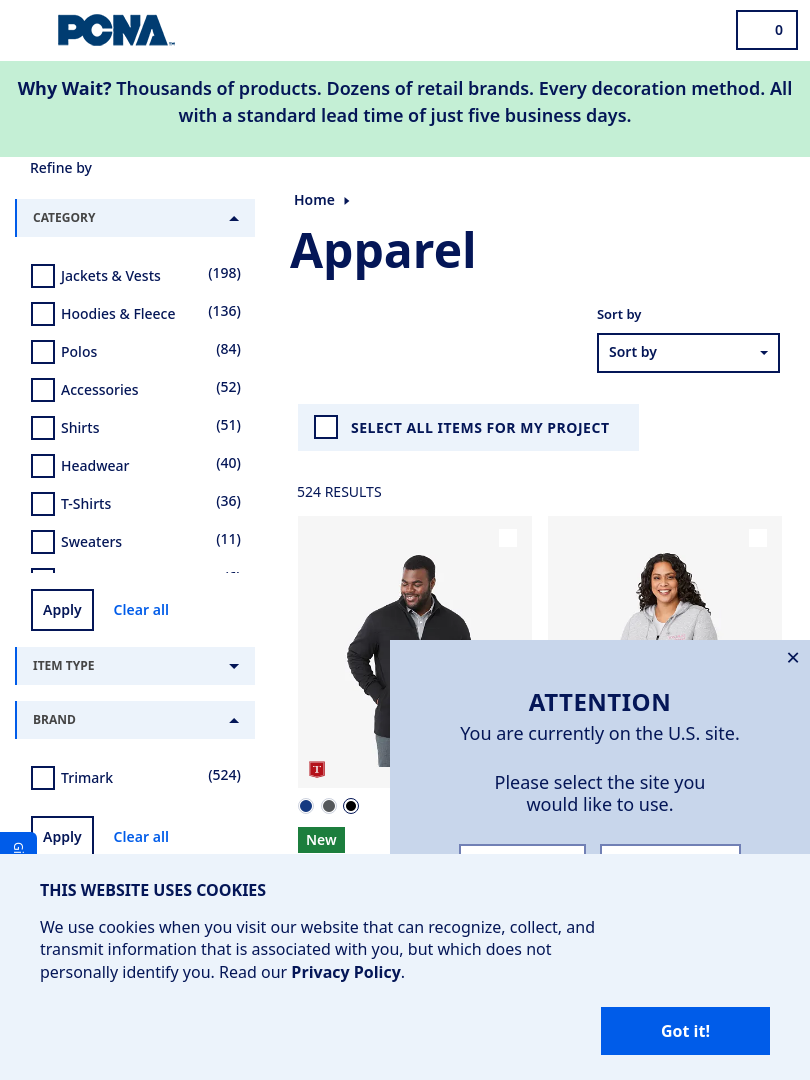 PCNA
0
Why Wait? Thousands of products. Dozens of retail brands. Every decoration method. All
with a standard lead time of just five business days.
Refine by
CATEGORY
Jackets & Vests (198)
Hoodies & Fleece (136)
Polos (84)
Accessories (52)
Shirts (51)
Headwear (40)
T-Shirts (36)
Sweaters (11)
Apply Clear all
ITEM TYPE
BRAND
Trimark (524)
Apply Clear all
Home
Apparel
Sort by
Sort by
SELECT ALL ITEMS FOR MY PROJECT
524 RESULTS
T
New
ATTENTION
You are currently on the U.S. site.
Please select the site you
would like to use.
THIS WEBSITE USES COOKIES
We use cookies when you visit our website that can recognize, collect, and
transmit information that is associated with you, but which does not
personally identify you. Read our Privacy Policy.
Got it!